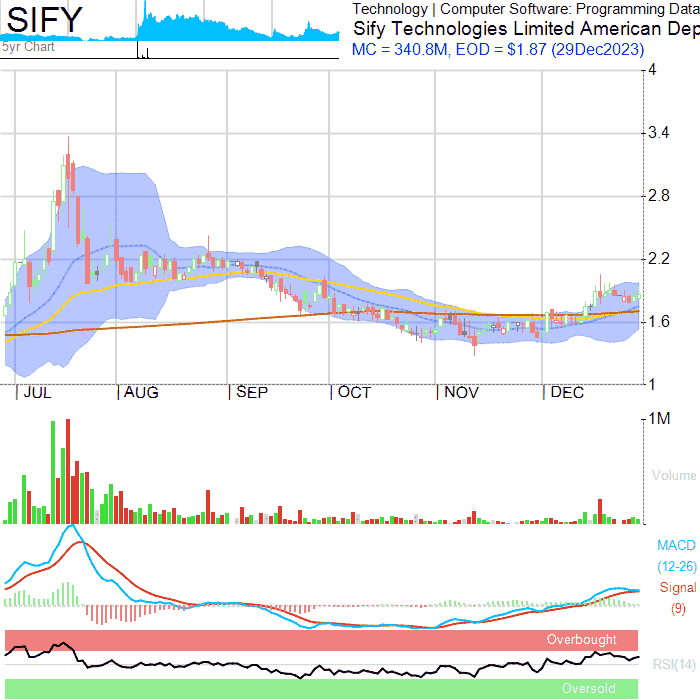 SIFY
5yr Chart
Technology | Computer Software: Programming Data
Sify Technologies Limited American Dep
MC = 340.8M, EOD = $1.87 (29Dec2023)
4
3.4
2.8
2.2
1.6
1
JUL AUG SEP OCT NOV DEC
1M
Volume
MACD
(12-26)
Signal
(9)
Overbought
RSI(14)
Oversold